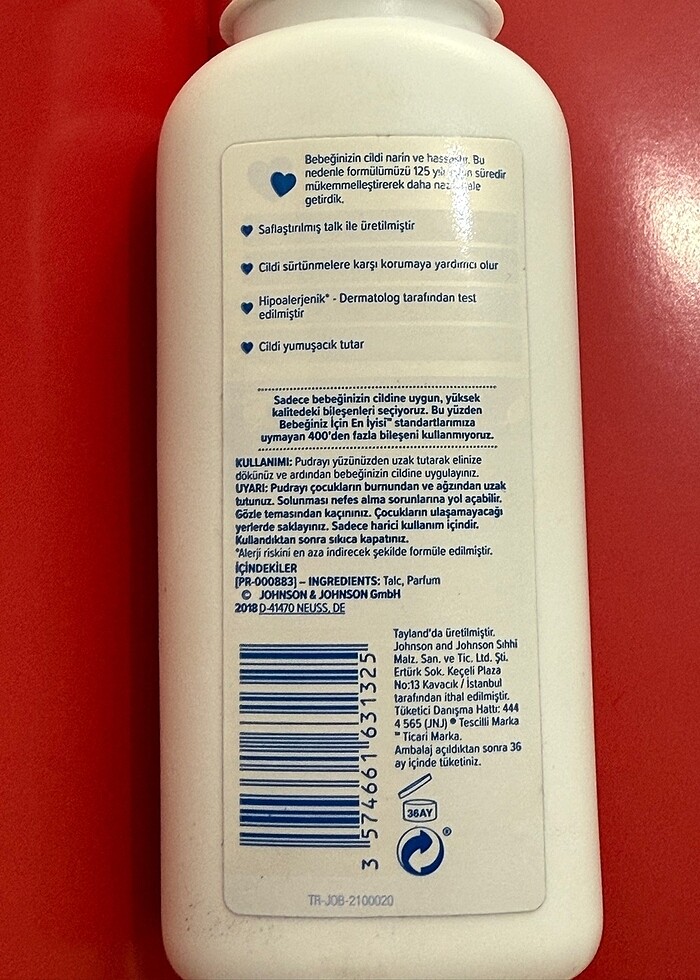 Bebeğinizin cildi narin ve hassastır. Bu
nedenle formülümüzü 125 süredir
mükemmelleştirerek daha hale
getirdik.
Saflaştırılmış talk ile üretilmiştir
Cildi sürtünmelere karşı korumaya yardımcı olur
Hipoalerjenik* - Dermatolog tarafından test
edilmiştir
Cildi yumuşacık tutar
Sadece bebeğinizin cildine uygun, yüksek
kalitedeki bileşenleri seçiyoruz. Bu yüzden
Bebeğiniz İçin En İyisi™ standartlarımıza
uymayan 400'den fazla bileşeni kullanmıyoruz.
KULLANIMI: Pudrayı yüzünüzden uzak tutarak elinize
dökünüz ve ardından bebeğinizin cildine uygulayınız.
UYARI: Pudrayı çocukların burnundan ve ağzından uzak
tutunuz. Solunması nefes alma sorunlarına yol açabilir.
Gözle temasından kaçınınız. Çocukların ulaşamayacağı
yerlerde saklayınız. Sadece harici kullanım içindir.
Kullandıktan sonra sıkıca kapatınız.
*Alerji riskini en aza indirecek şekilde formüle edilmiştir.
İÇİNDEKİLER
[PR-000883] – INGREDIENTS: Talc, Parfum
© JOHNSON & JOHNSON GmbH
2018 D-41470 NEUSS, DE
Tayland'da üretilmiştir.
Johnson and Johnson Sıhhi
Malz. San. ve Tic. Ltd. Şti.
Ertürk Sok. Keçeli Plaza
No:13 Kavacık / İstanbul
tarafından ithal edilmiştir.
Tüketici Danışma Hattı: 444
4 565 (JNJ) ® Tescilli Marka
™ Ticari Marka.
Ambalaj açıldıktan sonra 36
ay içinde tüketiniz.
36AY
®
3 574661 631325
TR-JOB-2100020